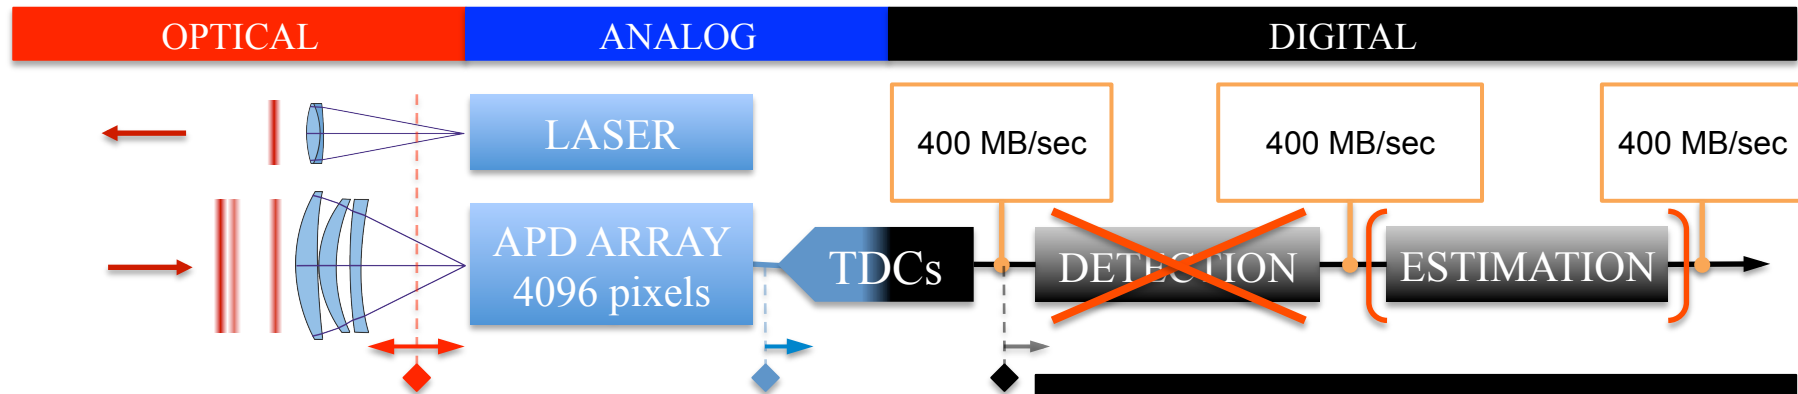 OPTICAL
ANALOG
DIGITAL
LASER
400 MB/sec
400 MB/sec
400 MB/sec
APD ARRAY
4096 pixels
TDCs
DETECTION
ESTIMATION